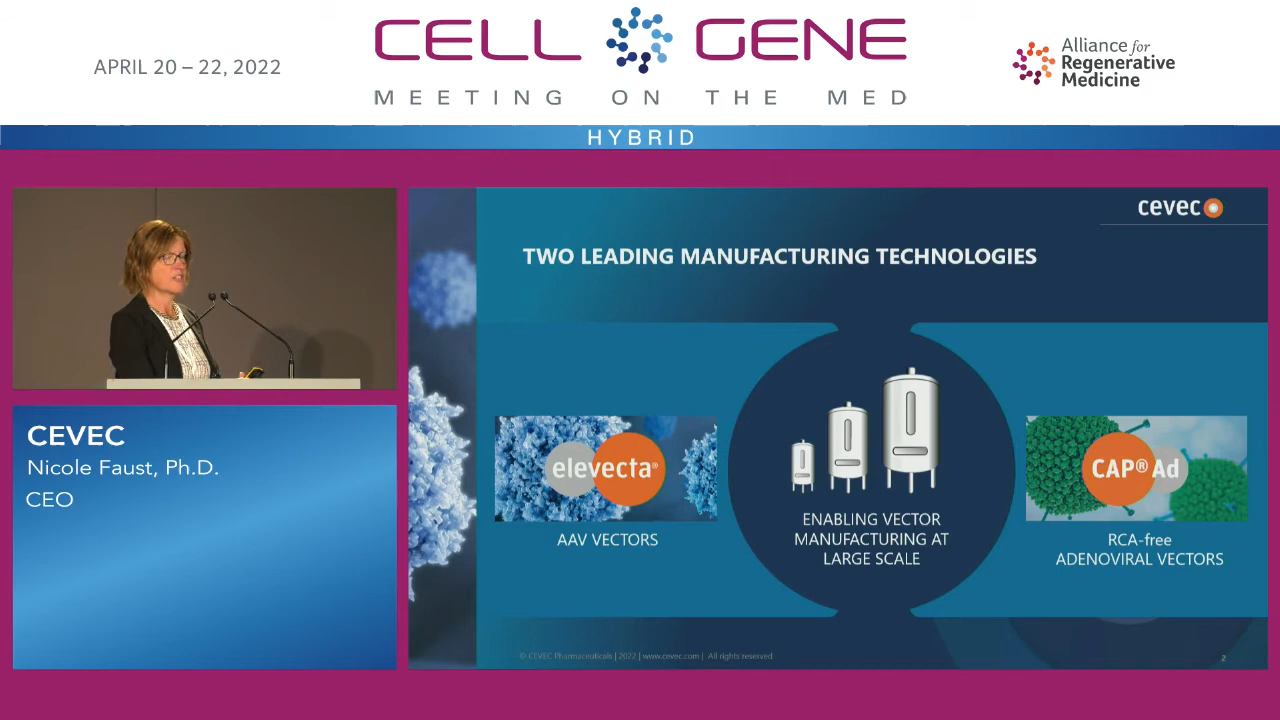 APRIL 20 – 22, 2022
CELL GENE
MEETING ON THE MED
Alliance for
Regenerative
Medicine
HYBRID
cevec
TWO LEADING MANUFACTURING TECHNOLOGIES
elevecta®
AAV VECTORS
ENABLING VECTOR
MANUFACTURING AT
LARGE SCALE
CAP® Ad
RCA-free
ADENOVIRAL VECTORS
© CEVEC Pharmaceuticals | 2022 | www.cevec.com | All rights reserved
2
CEVEC
Nicole Faust, Ph.D.
CEO